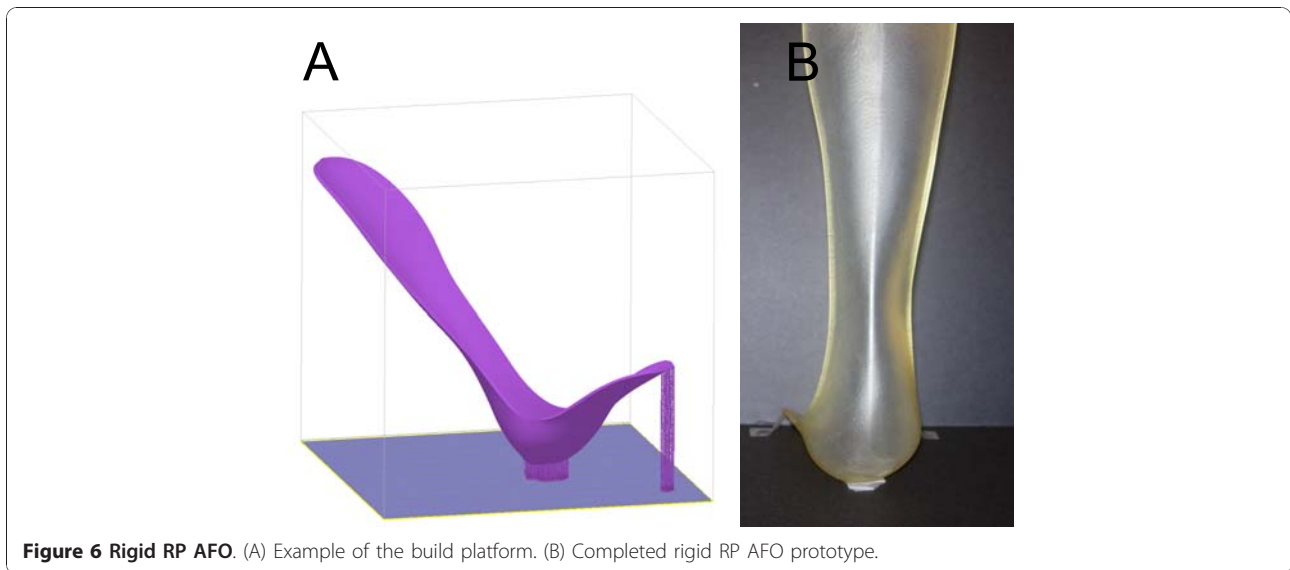 A
B
Figure 6 Rigid RP AFO. (A) Example of the build platform. (B) Completed rigid RP AFO prototype.